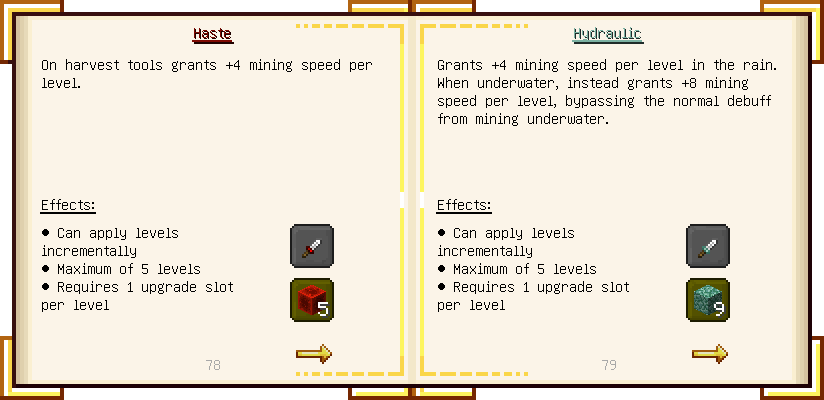 Haste
On harvest tools grants +4 mining speed per
level.
Effects:
• Can apply levels
incrementally
• Maximum of 5 levels
• Requires 1 upgrade slot
per level
5
78
Hydraulic
Grants +4 mining speed per level in the rain.
When underwater, instead grants +8 mining
speed per level, bypassing the normal debuff
from mining underwater.
Effects:
• Can apply levels
incrementally
• Maximum of 5 levels
• Requires 1 upgrade slot
per level
9
79